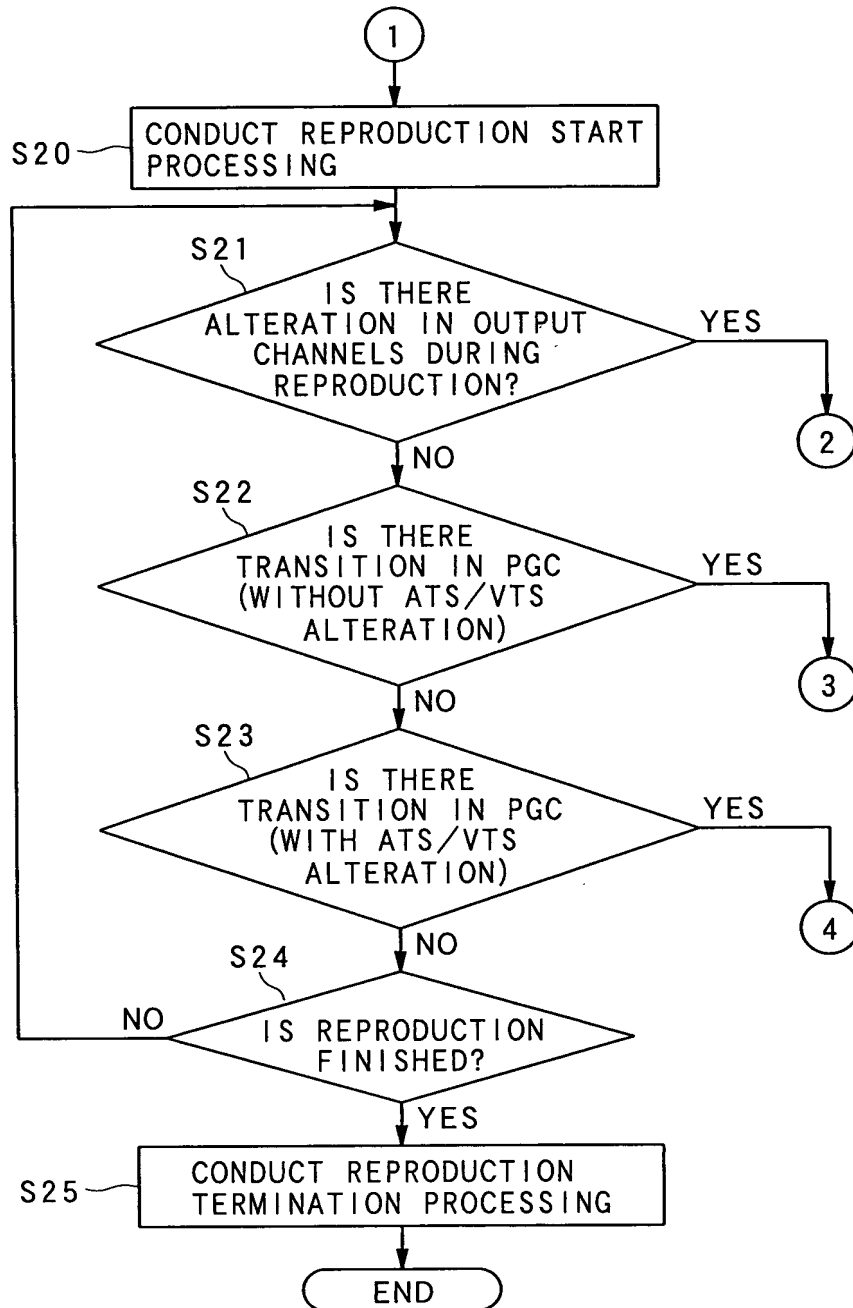 1
S20
CONDUCT REPRODUCTION START
PROCESSING
S21
IS THERE
ALTERATION IN OUTPUT
CHANNELS DURING
REPRODUCTION?
YES
2
NO
S22
IS THERE
TRANSITION IN PGC
(WITHOUT ATS/VTS
ALTERATION)
YES
3
NO
S23
IS THERE
TRANSITION IN PGC
(WITH ATS/VTS
ALTERATION)
YES
4
NO
S24
NO
IS REPRODUCTION
FINISHED?
YES
S25
CONDUCT REPRODUCTION
TERMINATION PROCESSING
END